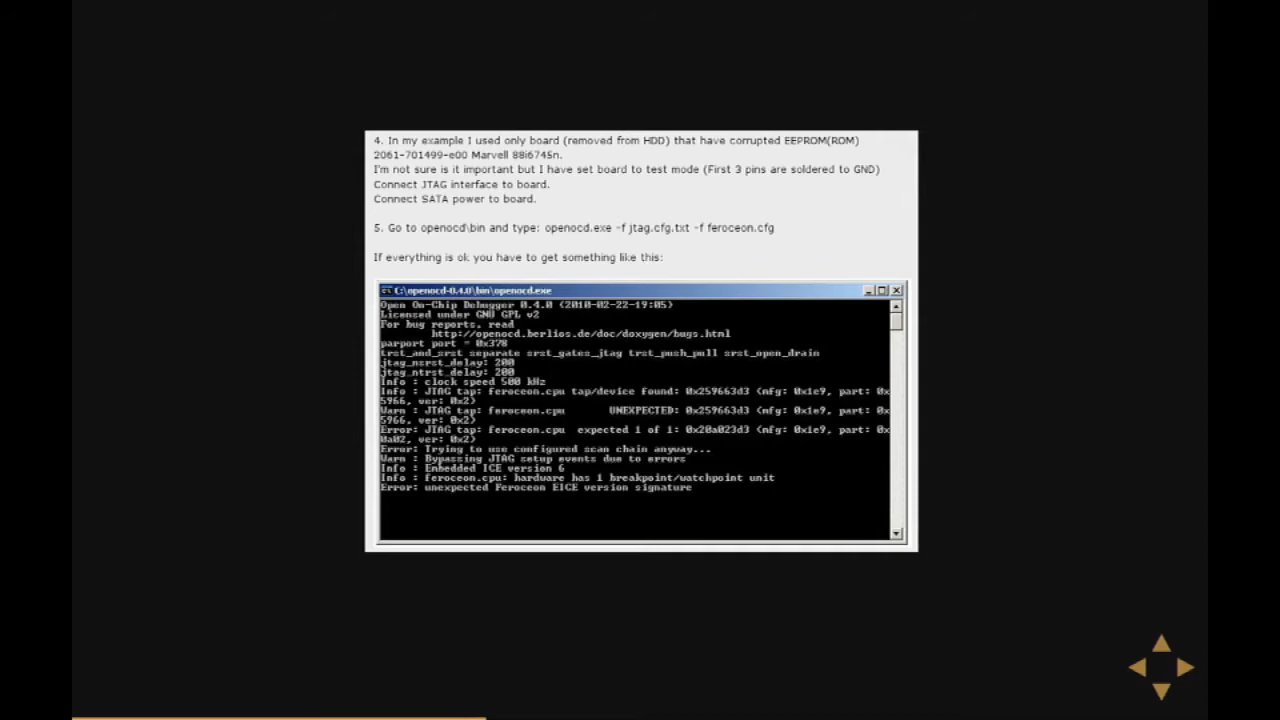 4. In my example I used only board (removed from HDD) that have corrupted EEPROM(ROM)
2061-701499-e00 Marvell 88i6745n.
I'm not sure is it important but I have set board to test mode (First 3 pins are soldered to GND)
Connect JTAG interface to board.
Connect SATA power to board.
5. Go to openocd\bin and type: openocd.exe -f jtag.cfg.txt -f feroceon.cfg
If everything is ok you have to get something like this:
C:\openocd-0.4.0\bin\openocd.exe
Open On-Chip Debugger 0.4.0 (2010-02-22-19:05)
Licensed under GNU GPL v2
For bug reports, read
http://openocd.berlios.de/doc/doxygen/bugs.html
parport port = 0x378
trst_and_srst separate srst_gates_jtag trst_push_pull srst_open_drain
jtag_nsrst_delay: 200
jtag_ntrst_delay: 200
Info : clock speed 500 kHz
Info : JTAG tap: feroceon.cpu tap/device found: 0x259663d3 (mfg: 0x1e9, part: 0x
5966, ver: 0x2)
Warn : JTAG tap: feroceon.cpu UNEXPECTED: 0x259663d3 (mfg: 0x1e9, part: 0x
5966, ver: 0x2)
Error: JTAG tap: feroceon.cpu expected 1 of 1: 0x20a023d3 (mfg: 0x1e9, part: 0x
0a02, ver: 0x2)
Error: Trying to use configured scan chain anyway...
Warn : Bypassing JTAG setup events due to errors
Info : Embedded ICE version 6
Info : feroceon.cpu: hardware has 1 breakpoint/watchpoint unit
Error: unexpected Feroceon EICE version signature